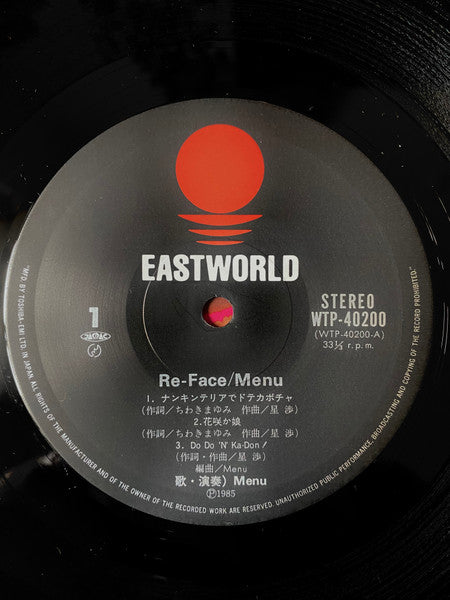 EASTWORLD
1
JASRAC
STEREO
WTP-40200
(WTP-40200-A)
33⅓ r.p.m.
Re-Face/Menu
1. ナンキンテリアでドテカボチャ
(作詞/ちわきまゆみ 作曲/星 渉)
2.花咲か娘
(作詞/ちわきまゆみ 作曲/星 渉)
3. Do Do 'N' Ka-Don!
(作詞・作曲/星 渉)
編曲/Menu
歌・演奏) Menu
Ⓟ1985
"MFD. BY TOSHIBA-EMI LTD. IN JAPAN ALL RIGHTS OF THE MANUFACTURER AND OF THE OWNER OF THE RECORDED WORK ARE RESERVED. UNAUTHORIZED PUBLIC PERFORMANCE, BROADCASTING AND COPYING OF THE RECORD PROHIBITED."